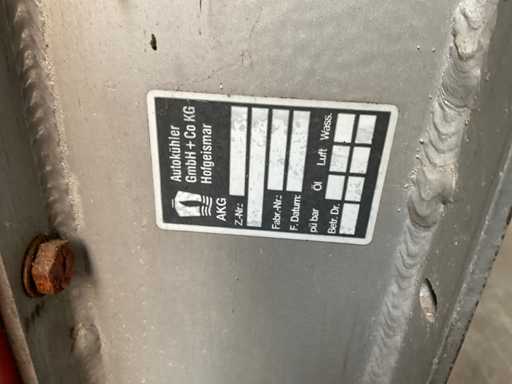 Autokühler
GmbH + Co KG
Hofgeismar
AKG
Z.-Nr.:
Fabr.-Nr.:
F. Datum:
pü bar Öl Luft Wass.
Betr. Dr.